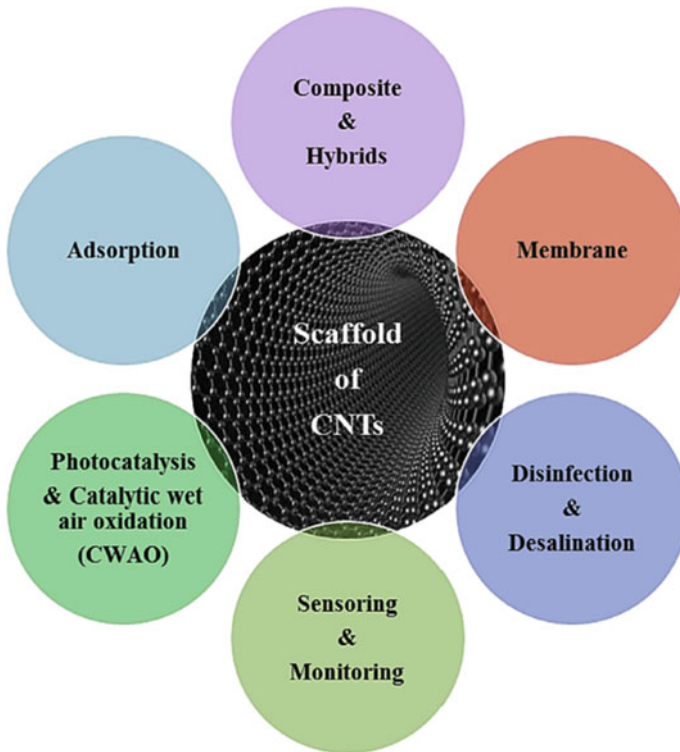 Composite
&
Hybrids
Adsorption
Membrane
Scaffold
of
CNTs
Photocatalysis
& Catalytic wet
air oxidation
(CWAO)
Disinfection
&
Desalination
Sensoring
&
Monitoring